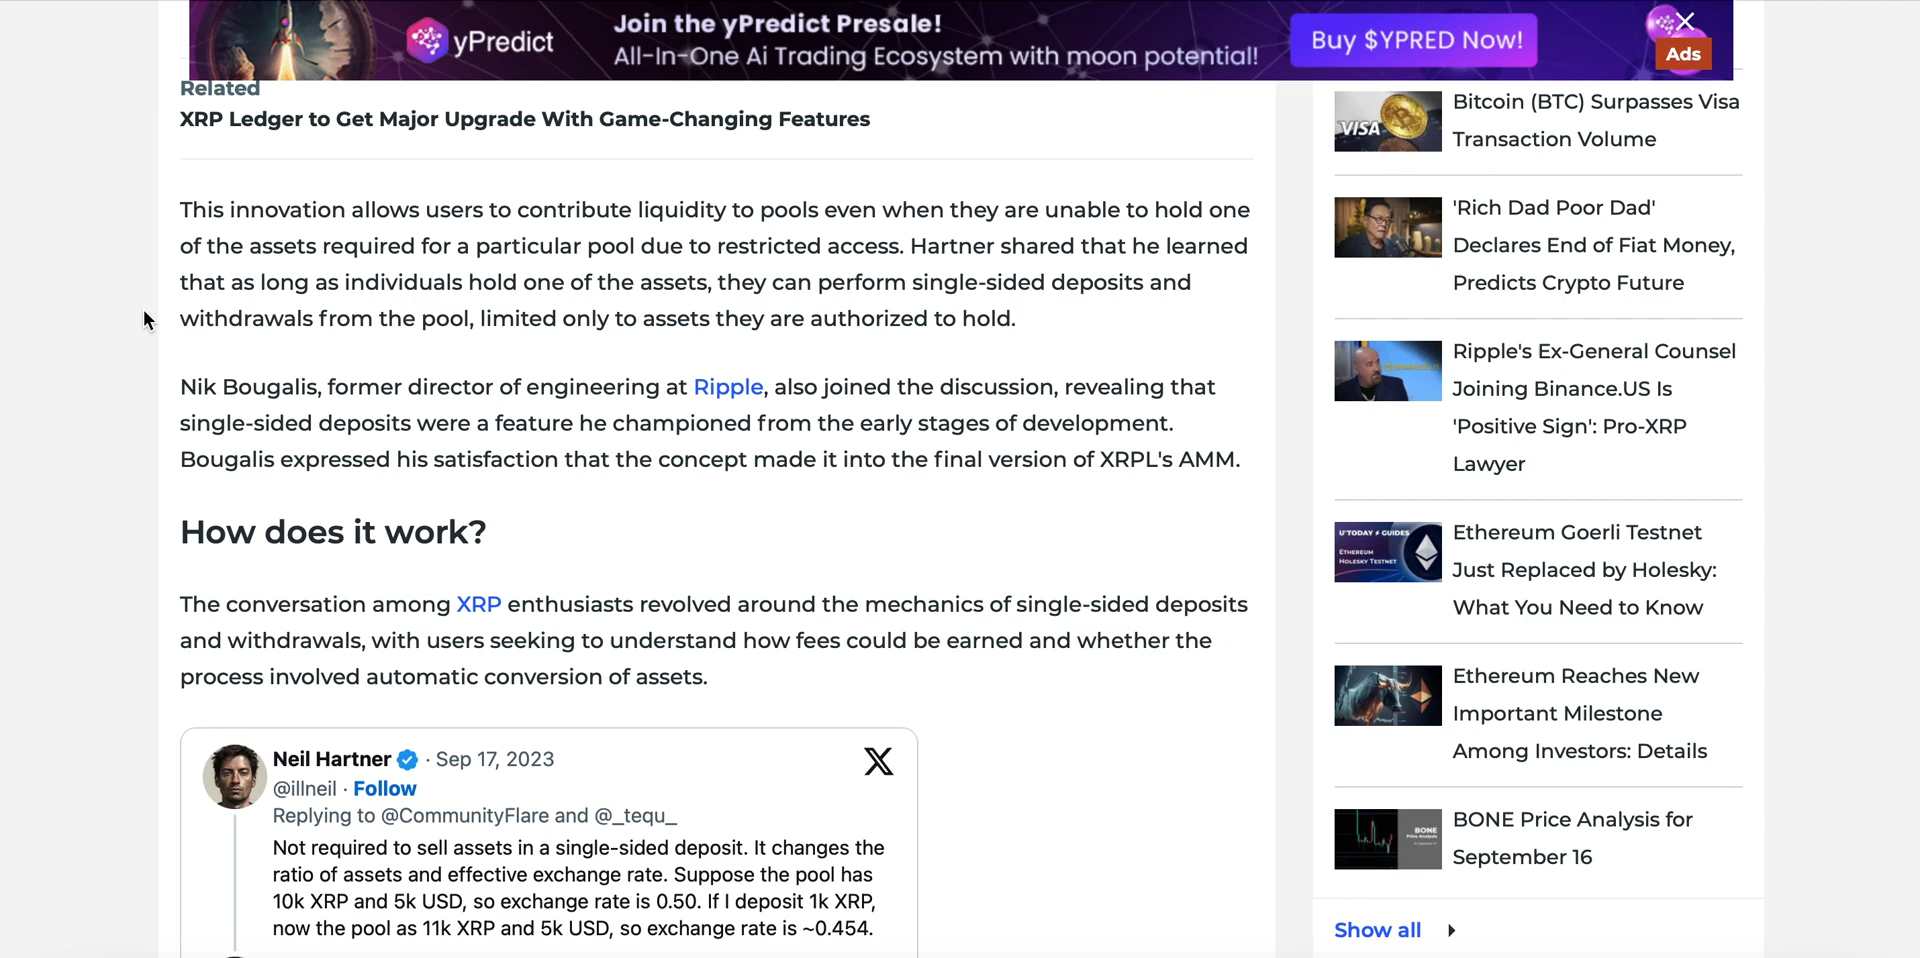 yPredict
Join the yPredict Presale!
All-In-One Ai Trading Ecosystem with moon potential!
Buy $YPRED Now!
Ads
Related
XRP Ledger to Get Major Upgrade With Game-Changing Features
This innovation allows users to contribute liquidity to pools even when they are unable to hold one
of the assets required for a particular pool due to restricted access. Hartner shared that he learned
that as long as individuals hold one of the assets, they can perform single-sided deposits and
withdrawals from the pool, limited only to assets they are authorized to hold.
Nik Bougalis, former director of engineering at Ripple, also joined the discussion, revealing that
single-sided deposits were a feature he championed from the early stages of development.
Bougalis expressed his satisfaction that the concept made it into the final version of XRPL's AMM.
How does it work?
The conversation among XRP enthusiasts revolved around the mechanics of single-sided deposits
and withdrawals, with users seeking to understand how fees could be earned and whether the
process involved automatic conversion of assets.
Neil Hartner · Sep 17, 2023
@illneil · Follow
Replying to @CommunityFlare and @_tequ_
Not required to sell assets in a single-sided deposit. It changes the
ratio of assets and effective exchange rate. Suppose the pool has
10k XRP and 5k USD, so exchange rate is 0.50. If I deposit 1k XRP,
now the pool as 11k XRP and 5k USD, so exchange rate is ~0.454.
VISA
Bitcoin (BTC) Surpasses Visa
Transaction Volume
'Rich Dad Poor Dad'
Declares End of Fiat Money,
Predicts Crypto Future
Ripple's Ex-General Counsel
Joining Binance.US Is
'Positive Sign': Pro-XRP
Lawyer
U'TODAY GUIDES
ETHEREUM
HOLESKY TESTNET
Ethereum Goerli Testnet
Just Replaced by Holesky:
What You Need to Know
Ethereum Reaches New
Important Milestone
Among Investors: Details
BONE
Price Analysis
BONE Price Analysis for
September 16
Show all